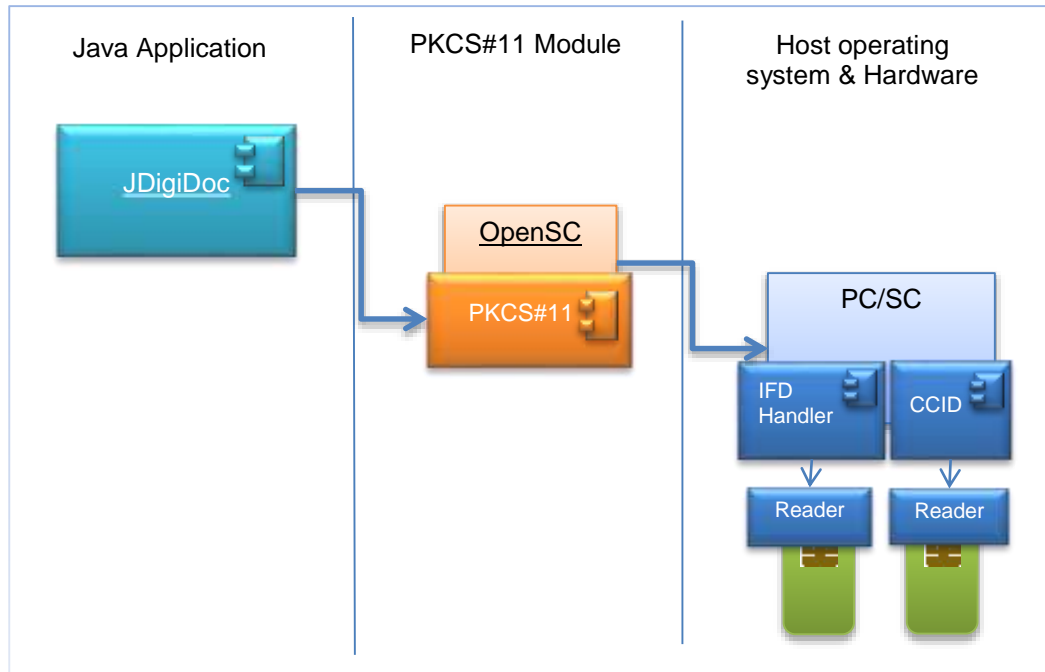 Java Application
PKCS#11 Module
Host operating
system & Hardware
JDigiDoc
OpenSC
PKCS#11
PC/SC
IFD
Handler
CCID
Reader
Reader